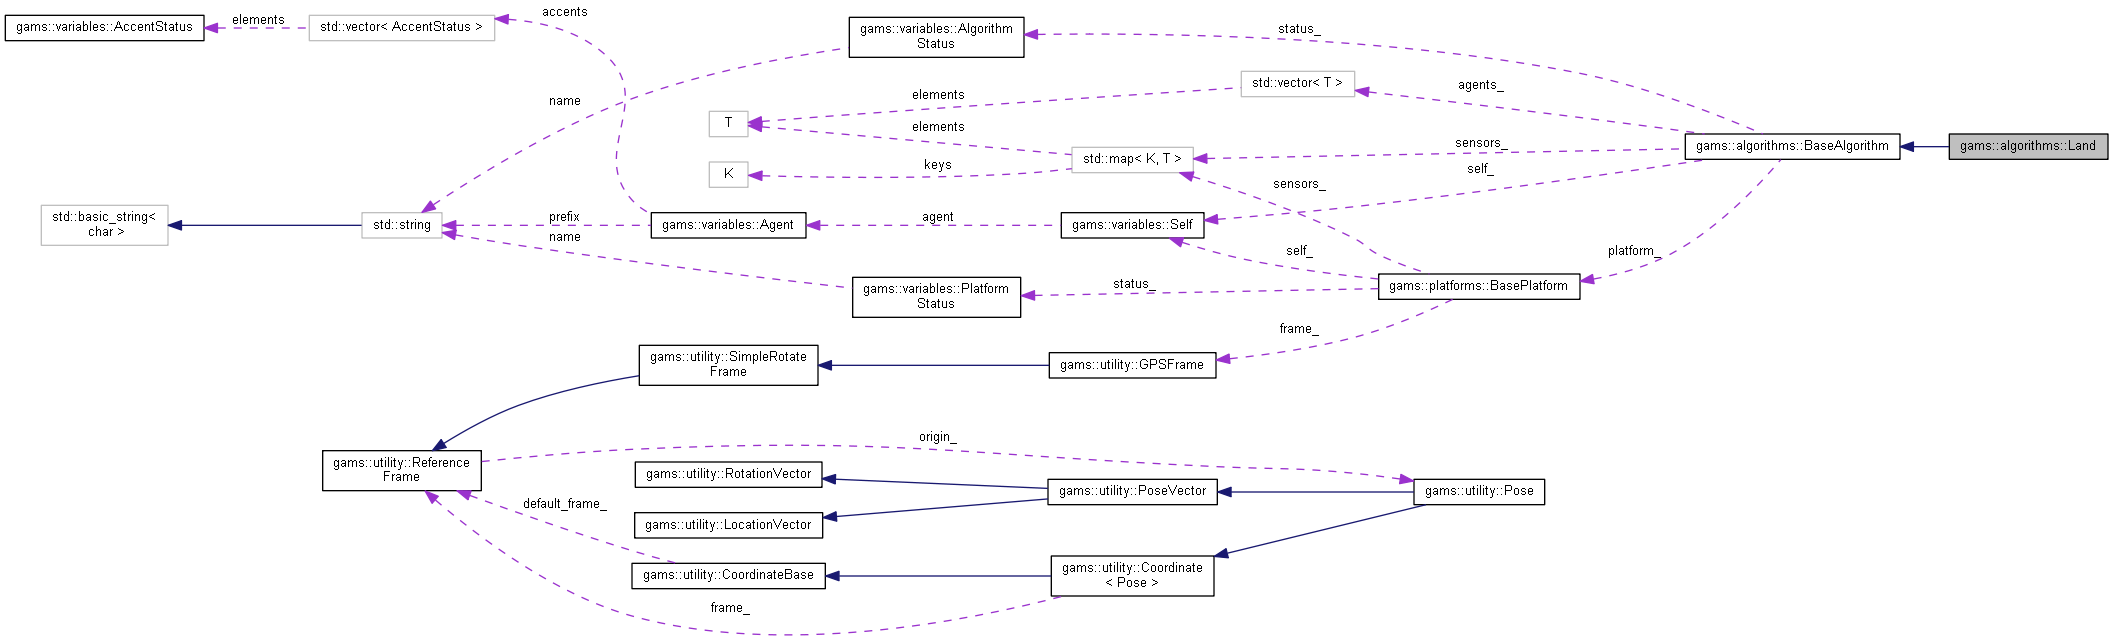 gams::variables::AccentStatus
elements
std::vector< AccentStatus >
accents
gams::variables::Algorithm
Status
status_
std::vector< T >
agents_
elements
name
T
elements
std::map< K, T >
sensors_
gams::algorithms::BaseAlgorithm
gams::algorithms::Land
K
keys
sensors_
self_
std::basic_string<
char >
std::string
prefix
name
gams::variables::Agent
agent
gams::variables::Self
self_
platform_
gams::variables::Platform
Status
status_
gams::platforms::BasePlatform
frame_
gams::utility::SimpleRotate
Frame
gams::utility::GPSFrame
origin_
gams::utility::Reference
Frame
gams::utility::RotationVector
gams::utility::PoseVector
gams::utility::Pose
default_frame_
gams::utility::LocationVector
gams::utility::CoordinateBase
gams::utility::Coordinate
< Pose >
frame_